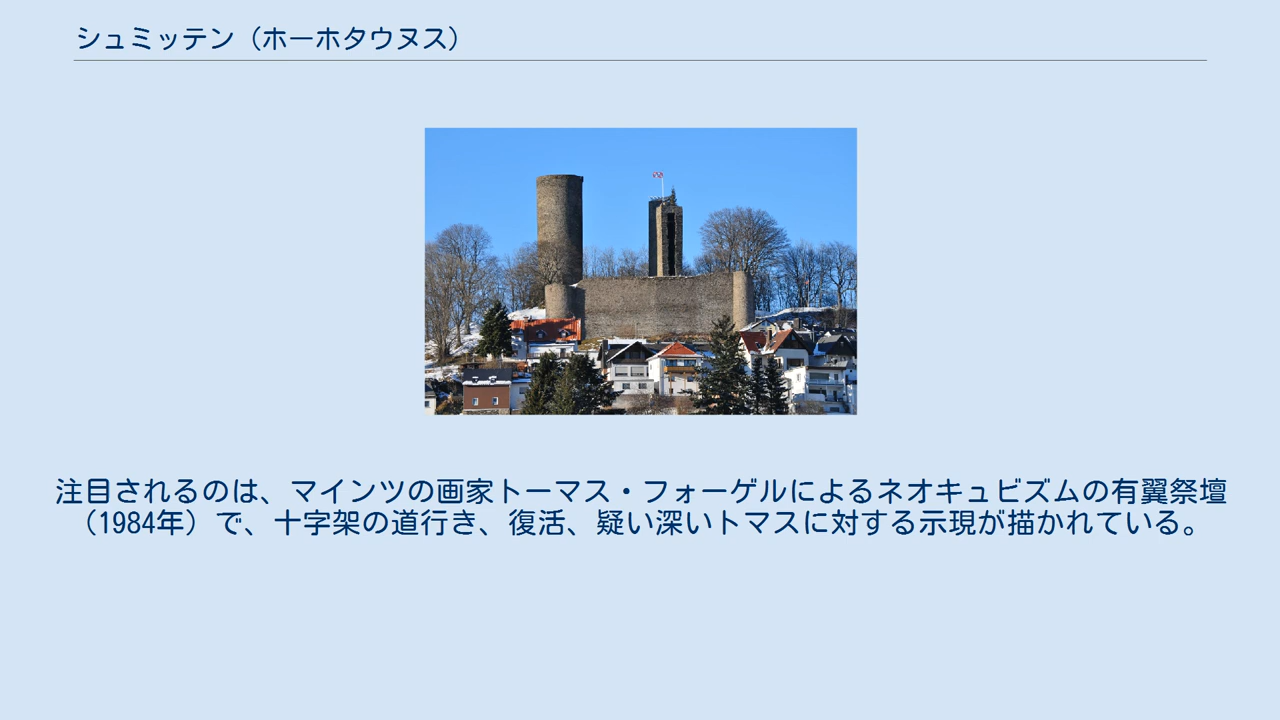 シュミッテン（ホーホタウヌス）
注目されるのは、マインツの画家トーマス・フォーゲルによるネオキュビズムの有翼祭壇
（1984年）で、十字架の道行き、復活、疑い深いトマスに対する示現が描かれている。